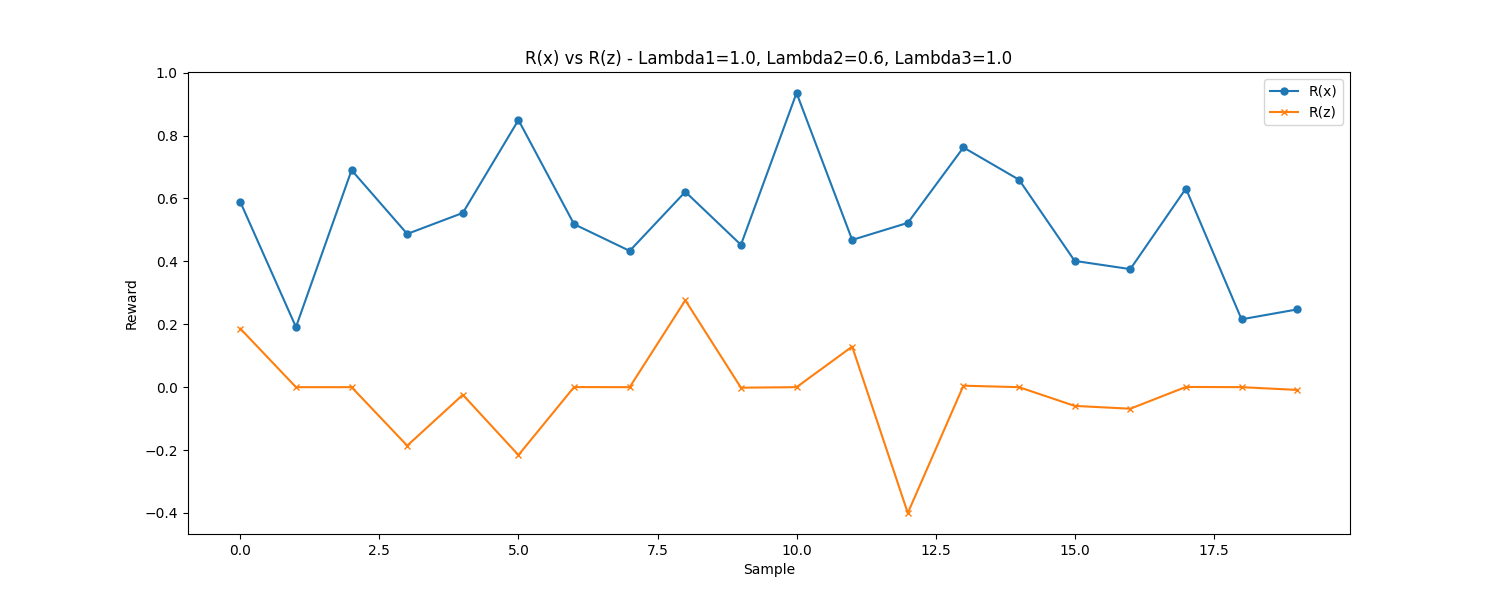 R(x) vs R(z) - Lambda1=1.0, Lambda2=0.6, Lambda3=1.0
R(x)
R(z)
Reward
1.0
0.8
0.6
0.4
0.2
0.0
−0.2
−0.4
0.0 2.5 5.0 7.5 10.0 12.5 15.0 17.5
Sample